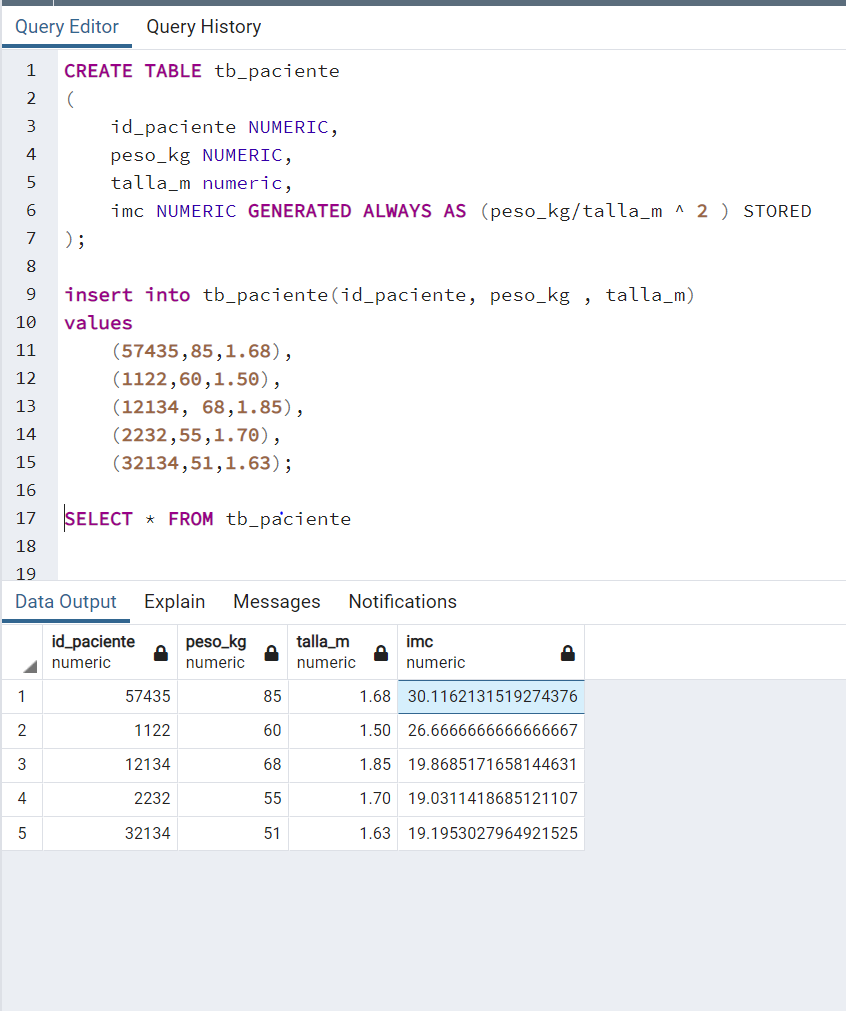 Query Editor Query History
1 CREATE TABLE tb_paciente
2 (
3 id_paciente NUMERIC,
4 peso_kg NUMERIC,
5 talla_m numeric,
6 imc NUMERIC GENERATED ALWAYS AS (peso_kg/talla_m ^ 2 ) STORED
7 );
8
9 insert into tb_paciente(id_paciente, peso_kg , talla_m)
10 values
11 (57435,85,1.68),
12 (1122,60,1.50),
13 (12134, 68,1.85),
14 (2232,55,1.70),
15 (32134,51,1.63);
16
17 SELECT * FROM tb_paciente
18
19
Data Output Explain Messages Notifications
id_paciente peso_kg talla_m imc
numeric numeric numeric numeric
1 57435 85 1.68 30.1162131519274376
2 1122 60 1.50 26.6666666666666667
3 12134 68 1.85 19.8685171658144631
4 2232 55 1.70 19.0311418685121107
5 32134 51 1.63 19.1953027964921525